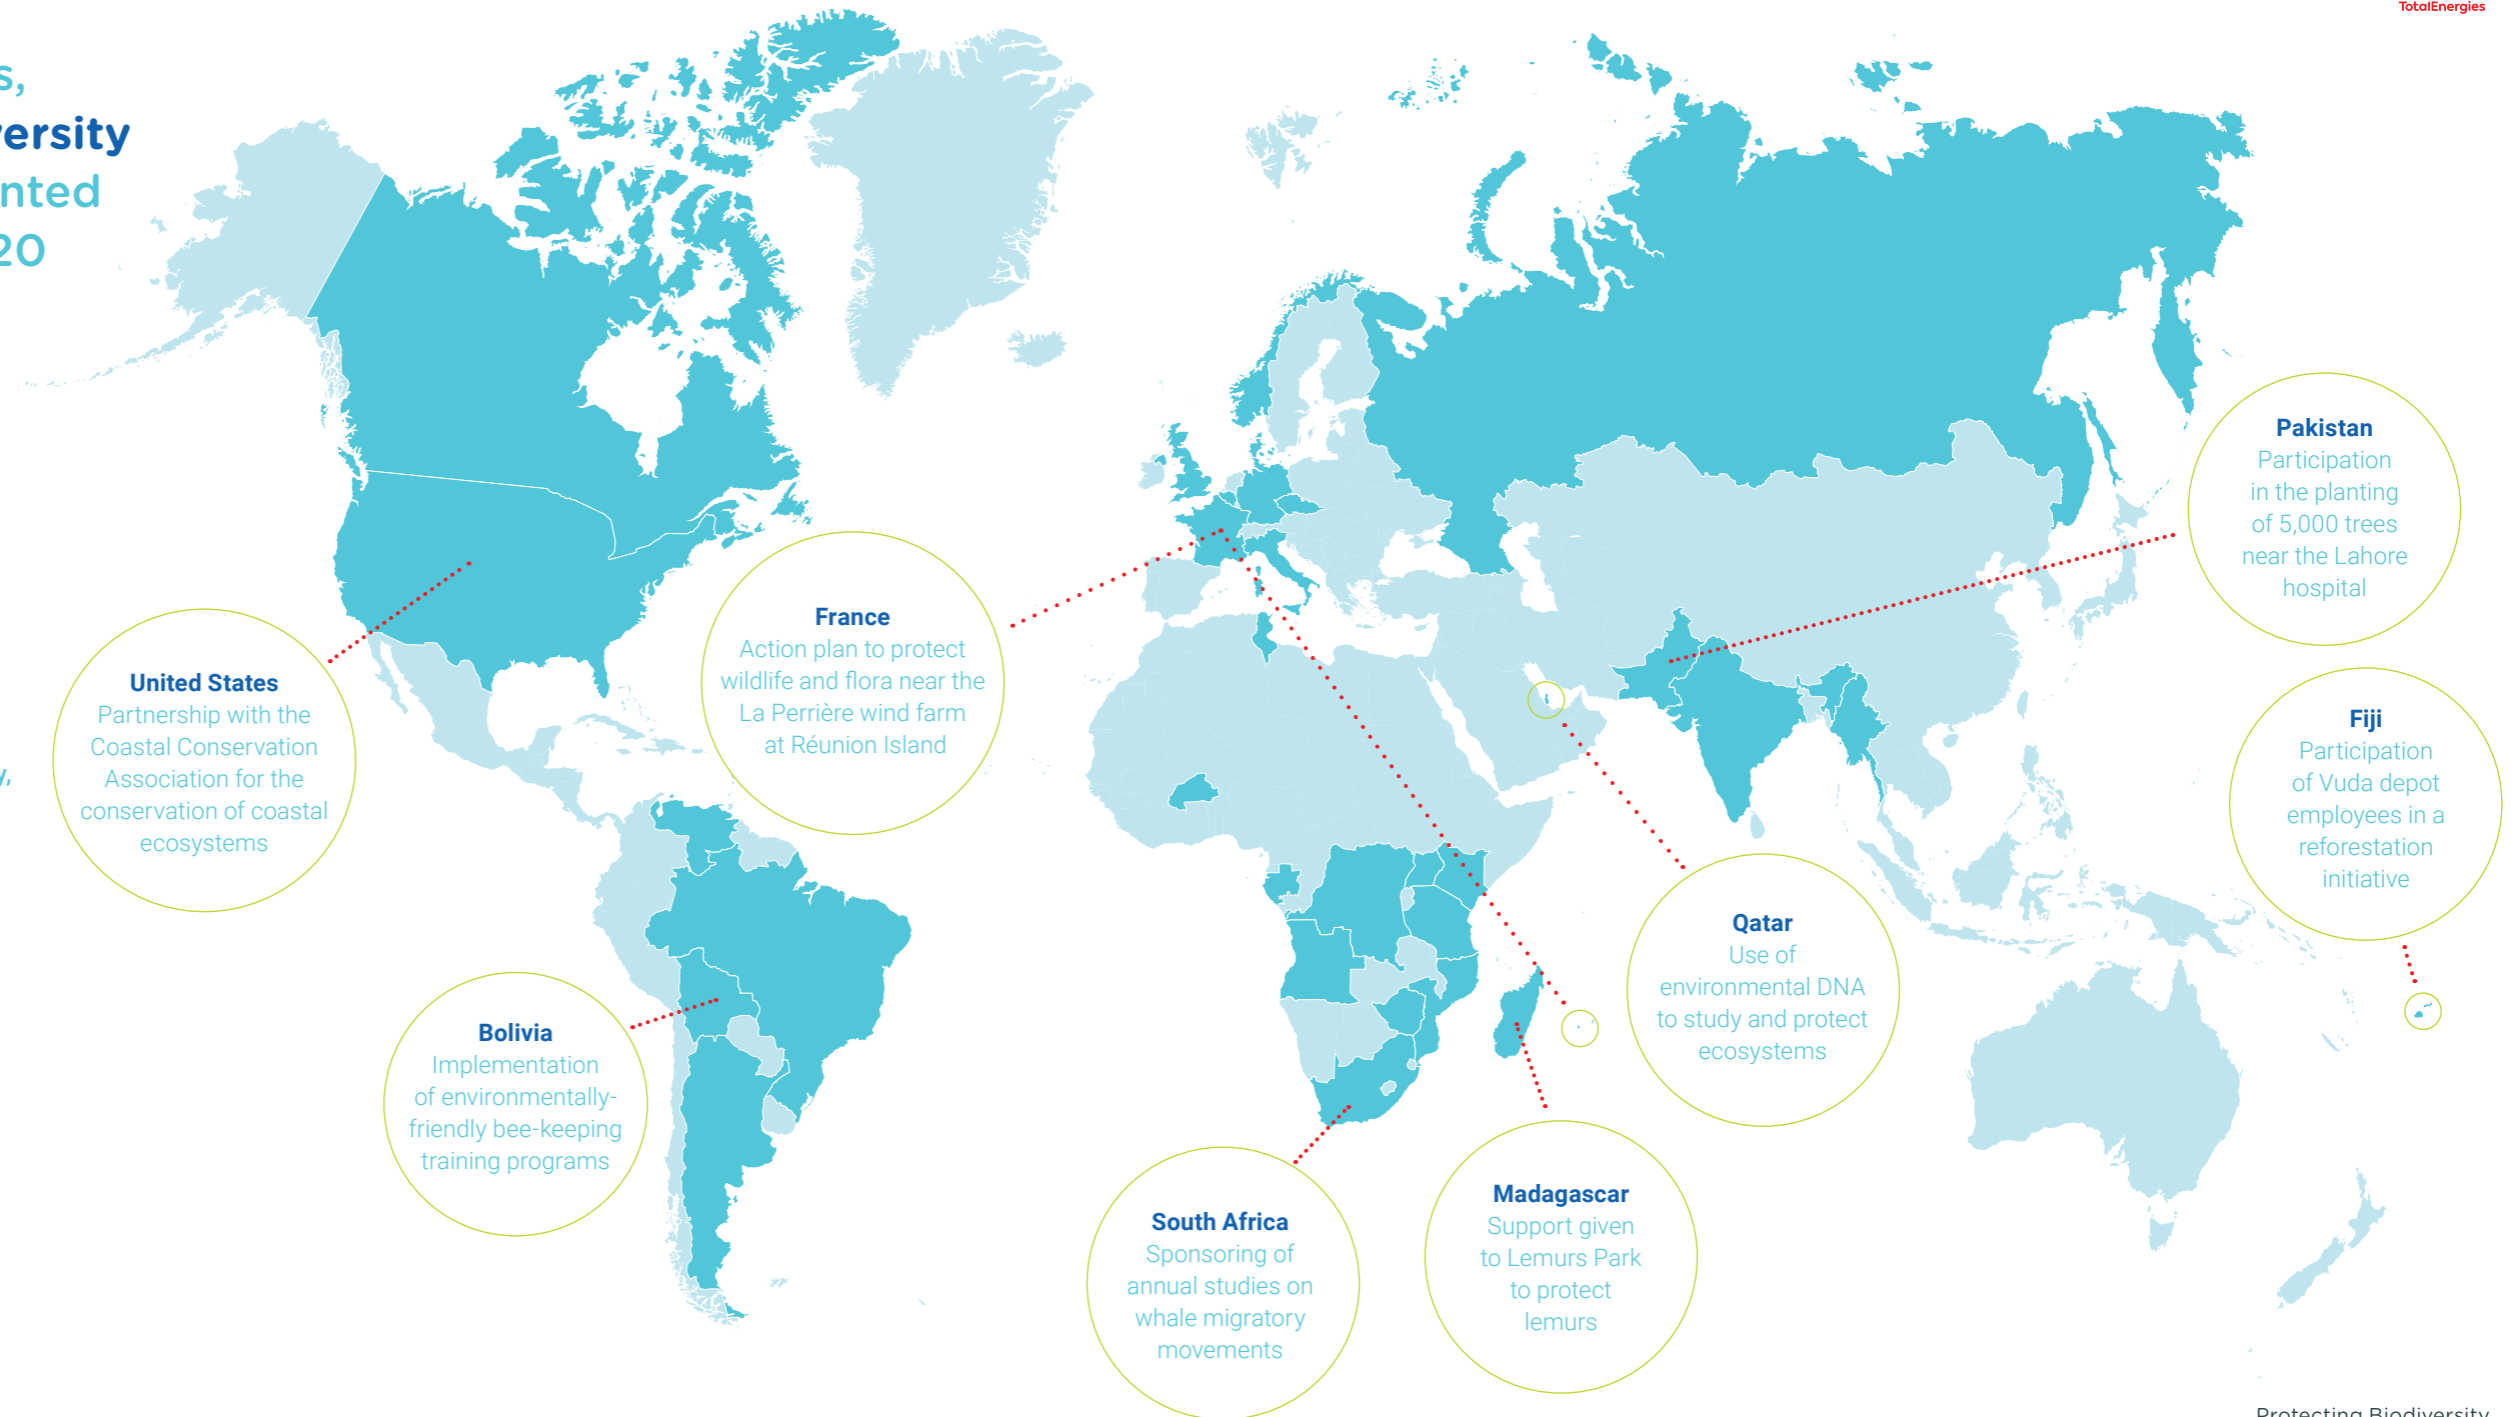 TotalEnergies
s,
versity
nted
20
y,
United States
Partnership with the
Coastal Conservation
Association for the
conservation of coastal
ecosystems
France
Action plan to protect
wildlife and flora near the
La Perrière wind farm
at Réunion Island
Pakistan
Participation
in the planting
of 5,000 trees
near the Lahore
hospital
Fiji
Participation
of Vuda depot
employees in a
reforestation
initiative
Qatar
Use of
environmental DNA
to study and protect
ecosystems
Bolivia
Implementation
of environmentally-
friendly bee-keeping
training programs
South Africa
Sponsoring of
annual studies on
whale migratory
movements
Madagascar
Support given
to Lemurs Park
to protect
lemurs
Protecting Biodiversity